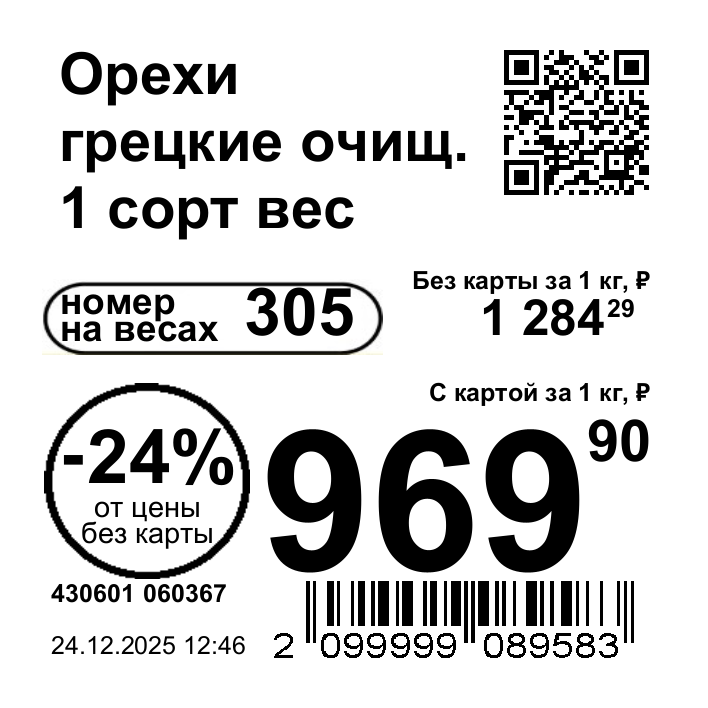 Орехи
грецкие очищ.
1 сорт вес
номер
на весах
305
Без карты за 1 кг, ₽
1 284 29
С картой за 1 кг, ₽
969 90
-24%
от цены
без карты
430601 060367
24.12.2025 12:46
2 099999 089583